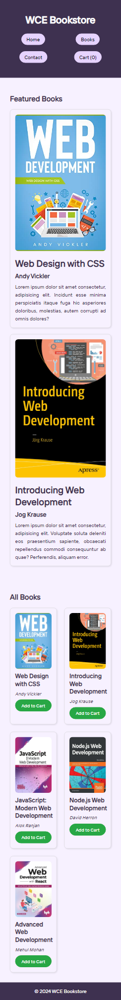 WCE Bookstore
Home
Books
Contact
Cart (0)
Featured Books
WEB
DEVELOPMENT
WEB DESIGN WITH CSS
ANDY VICKLER
Web Design with CSS
Andy Vickler
Lorem ipsum dolor sit amet consectetur,
adipisicing elit. Incidunt esse minima
perspiciatis itaque fuga hic asperiores
doloribus, molestias, autem corrupti ad
omnis dolores?
Introducing
Web
Development
Jörg Krause
Apress®
Introducing Web
Development
Jog Krause
Lorem ipsum dolor sit amet consectetur,
adipisicing elit. Voluptate soluta deleniti
eos praesentium sapiente, obcaecati
repellendus commodi consequuntur ab
quae? Perferendis, aliquam error.
All Books
WEB
DEVELOPMENT
Web Design
with CSS
Andy Vickler
Add to Cart
Introducing
Web
Development
Introducing
Web
Development
Jog Krause
Add to Cart
JavaScript
Modern Web
Development
JavaScript:
Modern Web
Development
Alok Ranjan
Add to Cart
Node.js Web
Development
Node.js Web
Development
David Herron
Add to Cart
Advanced
Web
Development
with React
Advanced
Web
Development
Mehul Mohan
Add to Cart
© 2024 WCE Bookstore